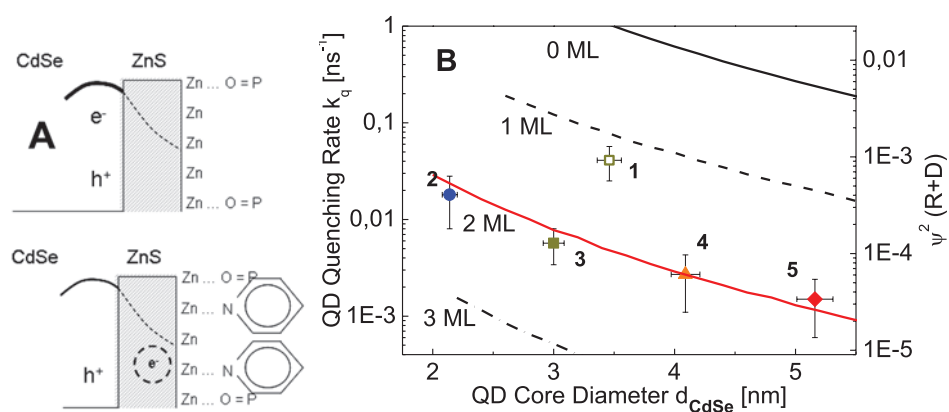 CdSe
ZnS
Zn ... O = P
Zn
Zn
Zn
Zn ... O = P
A
e-
h+
CdSe
ZnS
Zn ... O = P
Zn ... N
Zn
Zn ... N
Zn ... O = P
e-
h+
B
QD Quenching Rate kq [ns-1]
1
0,1
0,01
1E-3
0 ML
1 ML
2 ML
3 ML
1
2
3
4
5
0,01
1E-3
1E-4
1E-5
ψ2 (R+D)
2
3
4
5
QD Core Diameter dCdSe [nm]